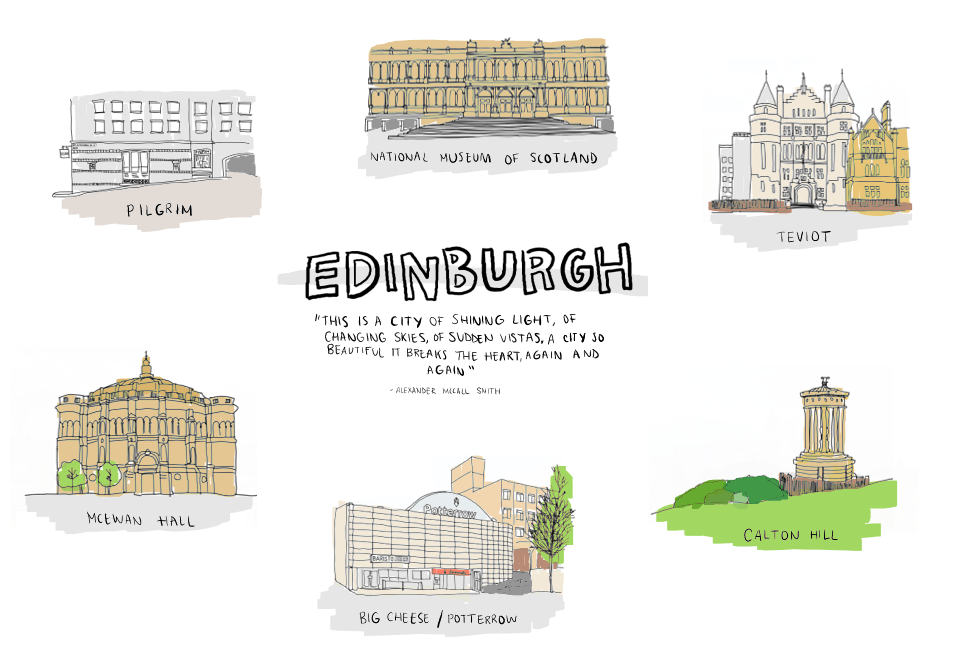 NATIONAL MUSEUM OF SCOTLAND
PILGRIM
TEVIOT
EDINBURGH
"THIS IS A CITY OF SHINING LIGHT, OF
CHANGING SKIES, OF SUDDEN VISTAS, A CITY SO
BEAUTIFUL IT BREAKS THE HEART, AGAIN AND
AGAIN"
- ALEXANDER MCCALL SMITH
MCEWAN HALL
Potterrow
CALTON HILL
BIG CHEESE / POTTERROW